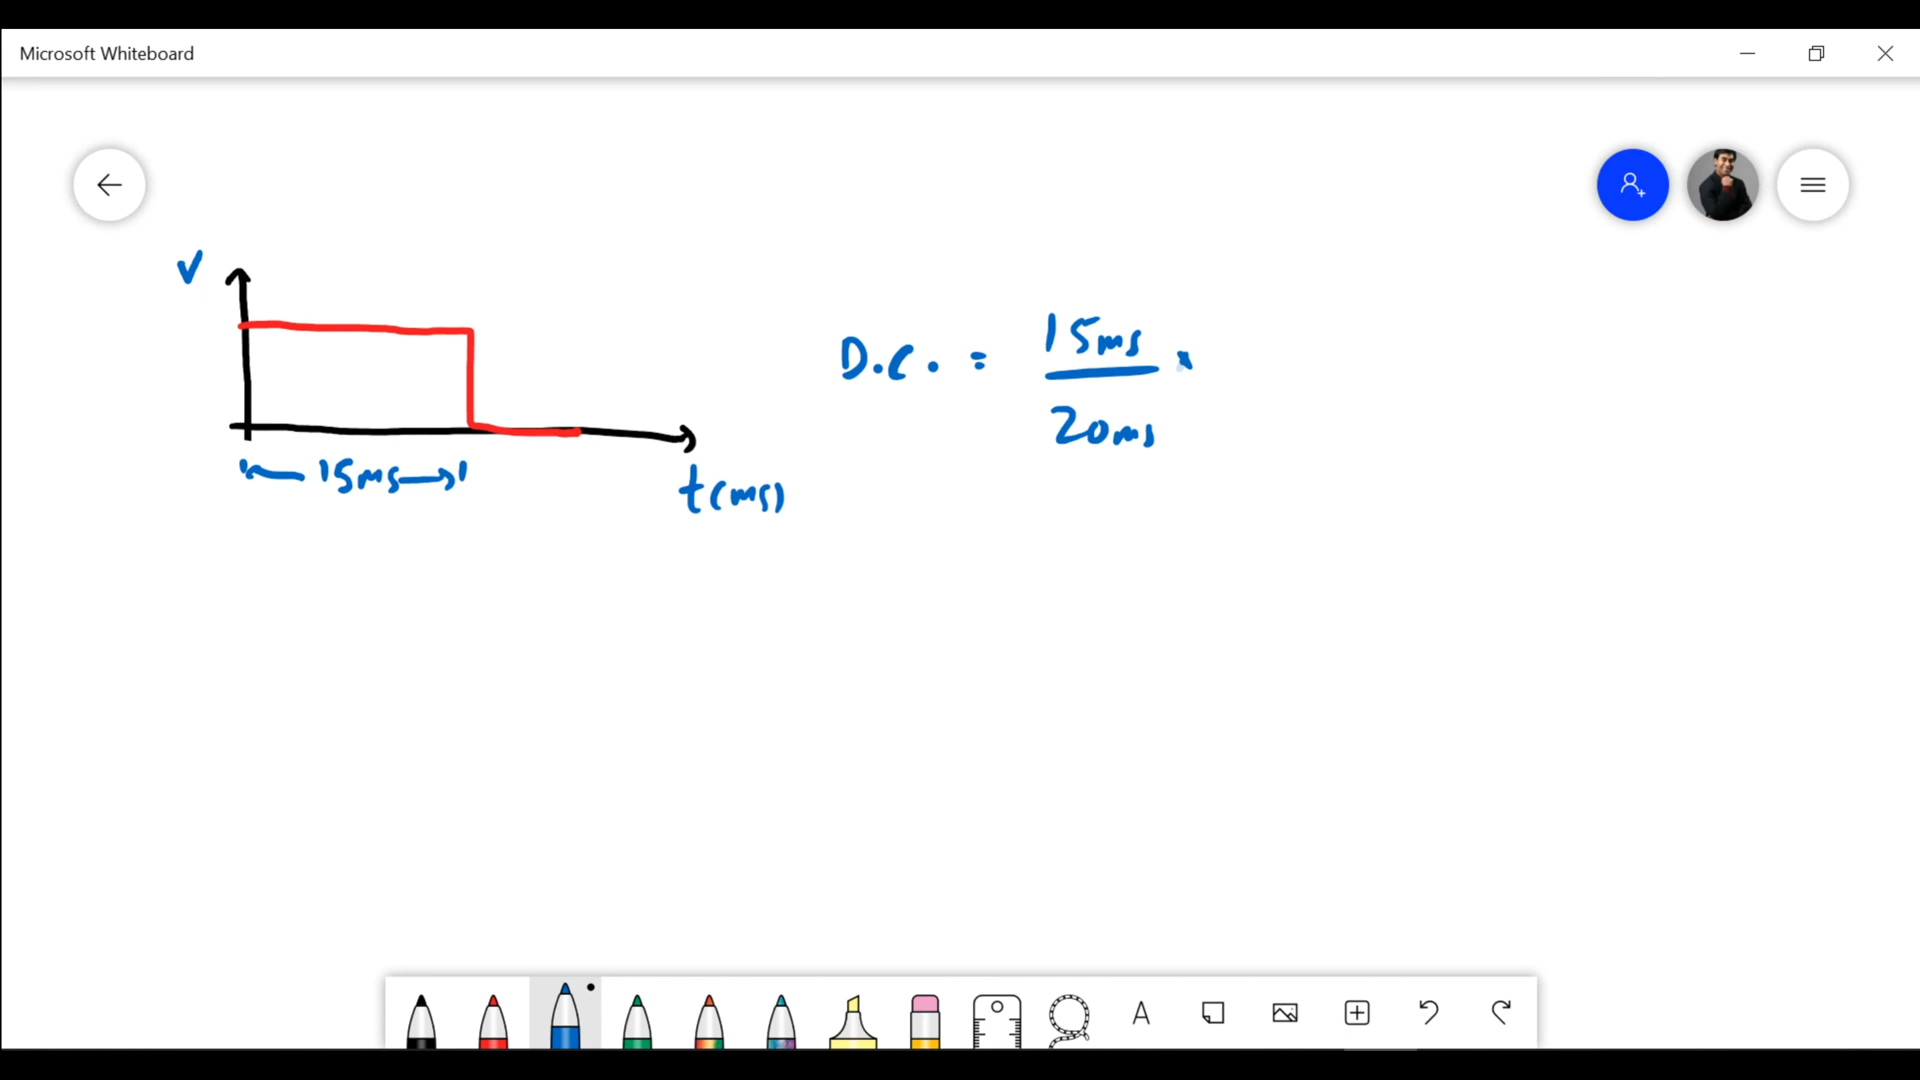 Microsoft Whiteboard
V
15ms
t(ms)
D.C. = 15ms
20ms
A